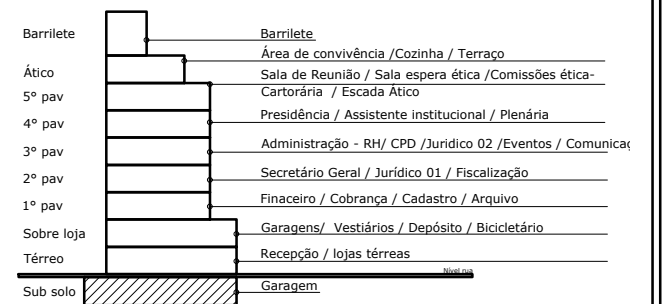 Barrilete Barrilete
Área de convivência /Cozinha / Terraço
Ático Sala de Reunião / Sala espera ética /Comissões ética-
5° pav Cartorária / Escada Ático
4° pav Presidência / Assistente institucional / Plenária
3° pav Administração - RH/ CPD /Juridico 02 /Eventos / Comunicaç
2° pav Secretário Geral / Jurídico 01 / Fiscalização
1° pav Finaceiro / Cobrança / Cadastro / Arquivo
Sobre loja Garagens/ Vestiários / Depósito / Bicicletário
Térreo Recepção / lojas térreas
Nível rua
Sub solo Garagem